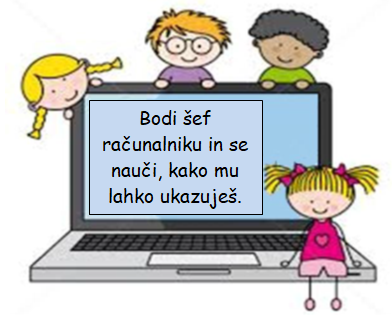 Bodi šef
računalniku in se
nauči, kako mu
lahko ukazuješ.